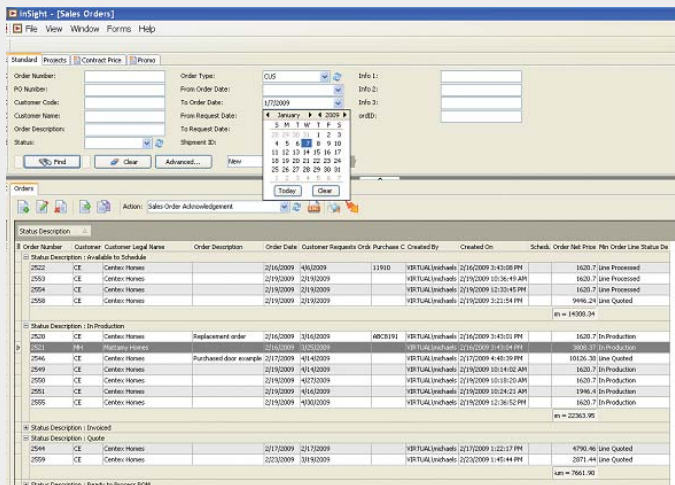 inSight - [Sales Orders]
File View Window Forms Help
Standard Projects Contract Price Promo
Order Number: Order Type: CUS Info 1:
PO Number: From Order Date: Info 2:
Customer Code: To Order Date: 1/7/2009 Info 3:
Customer Name: From Request Date: ordID:
Order Description: To Request Date:
Status: Shipment ID:
Find Clear Advanced... New
January 2009
S M T W T F S
28 29 30 31 1 2 3
4 5 6 7 8 9 10
11 12 13 14 15 16 17
18 19 20 21 22 23 24
25 26 27 28 29 30 31
1 2 3 4 5 6 7
Today Clear
Orders
Action: Sales Order Acknowledgement
Status Description
Order Number Customer Customer Legal Name Order Description Order Date Customer Requests Orde Purchase C Created By Created On Schedu Order Net Price Min Order Line Status De
Status Description : Available to Schedule
2522 CE Centex Homes 2/16/2009 4/6/2009 11910 VIRTUAL\michaels 2/16/2009 3:43:08 PM 1620.7 Line Processed
2553 CE Centex Homes 2/19/2009 2/19/2009 VIRTUAL\michaels 2/19/2009 10:36:49 AM 1620.7 Line Processed
2554 CE Centex Homes 2/19/2009 2/19/2009 VIRTUAL\michaels 2/19/2009 12:33:45 PM 1620.7 Line Processed
2558 CE Centex Homes 2/19/2009 2/19/2009 VIRTUAL\michaels 2/19/2009 3:21:54 PM 9446.24 Line Quoted
m = 14308.34
Status Description : In Production
2520 CE Centex Homes Replacement order 2/16/2009 3/16/2009 ABC8191 VIRTUAL\michaels 2/16/2009 3:43:01 PM 1620.7 In Production
2521 MH Mattamy Homes 2/16/2009 3/25/2009 VIRTUAL\michaels 2/16/2009 3:43:04 PM 3808.37 In Production
2546 CE Centex Homes Purchased door example 2/17/2009 4/14/2009 VIRTUAL\michaels 2/17/2009 4:48:39 PM 10126.38 Line Quoted
2549 CE Centex Homes 2/19/2009 4/21/2009 VIRTUAL\michaels 2/19/2009 10:14:02 AM 1620.7 In Production
2550 CE Centex Homes 2/19/2009 4/27/2009 VIRTUAL\michaels 2/19/2009 10:18:20 AM 1620.7 In Production
2551 CE Centex Homes 2/19/2009 4/16/2009 VIRTUAL\michaels 2/19/2009 10:24:21 AM 1946.4 In Production
2555 CE Centex Homes 2/19/2009 4/30/2009 VIRTUAL\michaels 2/19/2009 12:36:52 PM 1620.7 In Production
m = 22363.95
Status Description : Invoiced
Status Description : Quote
2544 CE Centex Homes 2/17/2009 2/17/2009 VIRTUAL\michaels 2/17/2009 1:22:17 PM 4790.46 Line Quoted
2559 CE Centex Homes 2/23/2009 3/19/2009 VIRTUAL\michaels 2/23/2009 1:45:44 PM 2871.44 Line Quoted
um = 7661.90
Status Description : Ready to Process BOM